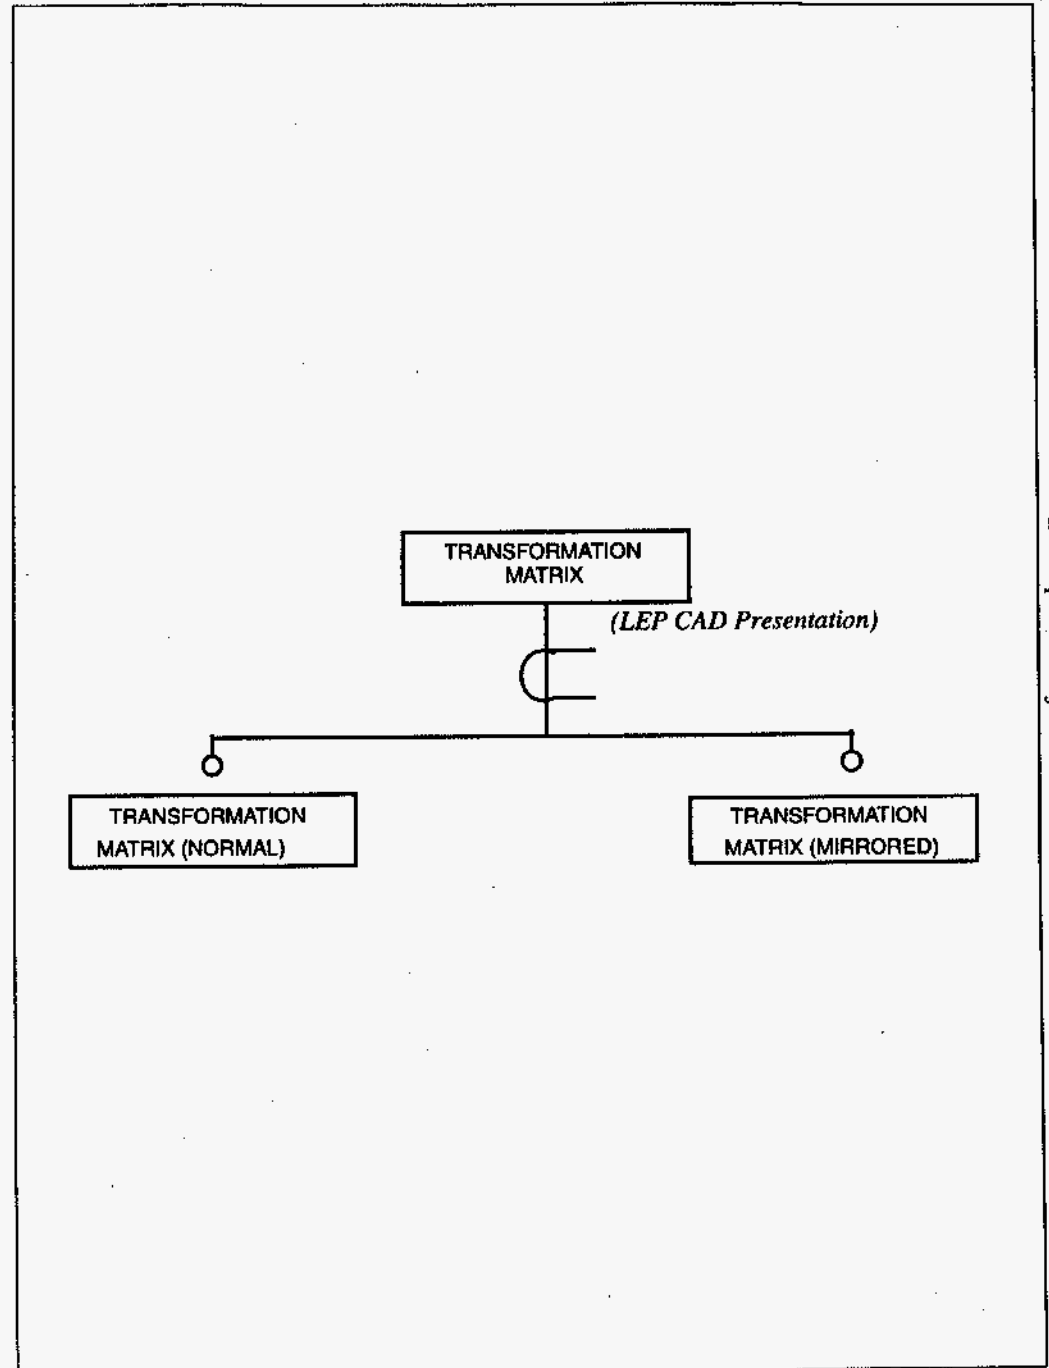 TRANSFORMATION
MATRIX
(LEP CAD Presentation)
TRANSFORMATION
MATRIX (NORMAL)
TRANSFORMATION
MATRIX (MIRRORED)